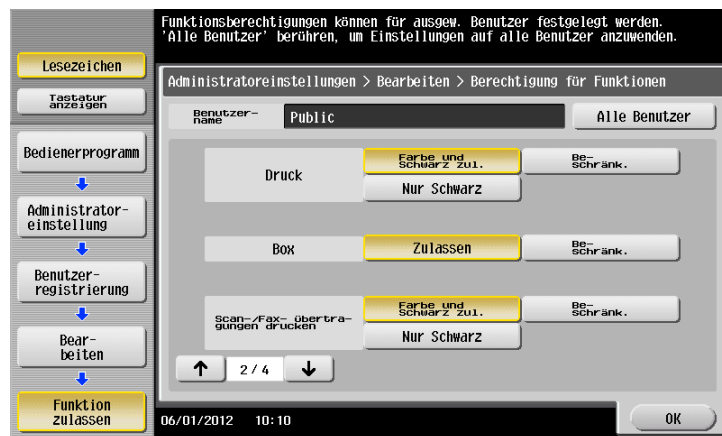 Funktionsberechtigungen können für ausgew. Benutzer festgelegt werden.
'Alle Benutzer' berühren, um Einstellungen auf alle Benutzer anzuwenden.
Lesezeichen
Tastatur
anzeigen
Bedienerprogramm
Administrator-
einstellung
Benutzer-
registrierung
Bear-
beiten
Funktion
zulassen
Administratoreinstellungen > Bearbeiten > Berechtigung für Funktionen
Benutzer-
name
Public
Alle Benutzer
Druck
Farbe und
Schwarz zul.
Be-
schränk.
Nur Schwarz
Box
Zulassen
Be-
schränk.
Scan-/Fax- Übertra-
gungen drucken
Farbe und
Schwarz zul.
Be-
schränk.
Nur Schwarz
↑ 2/4 ↓
06/01/2012 10:10
OK